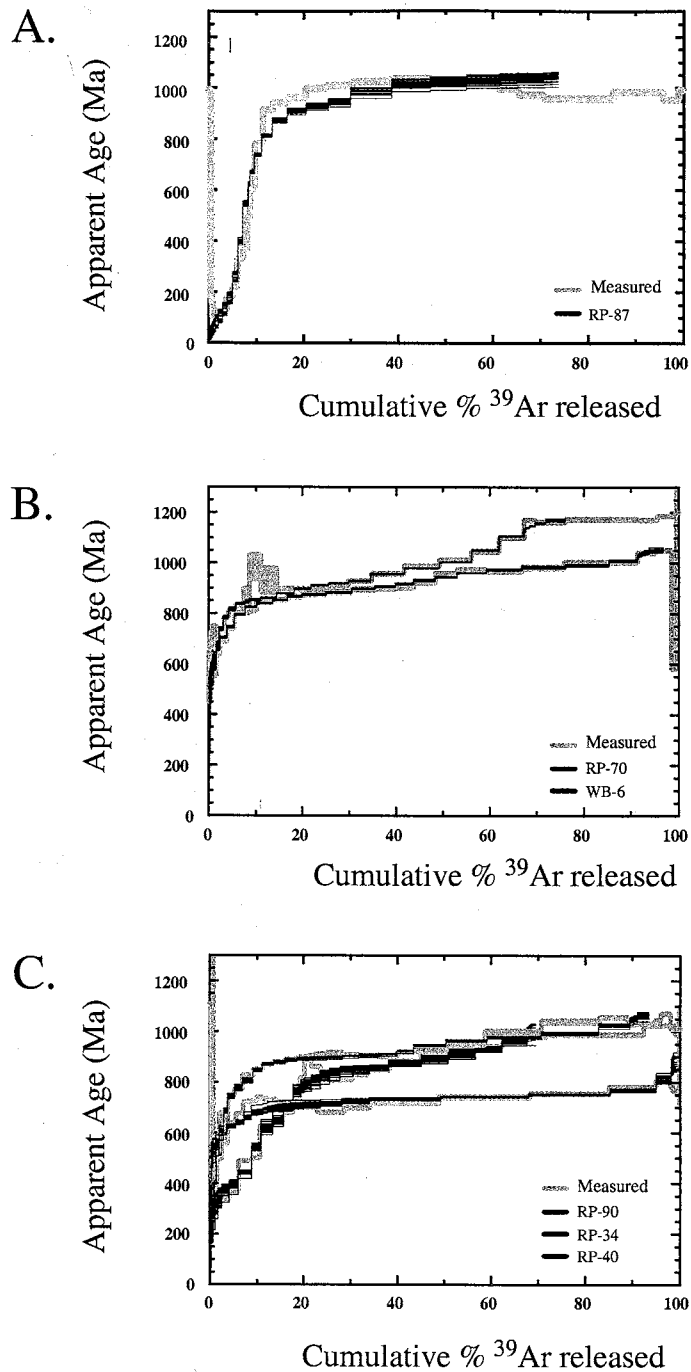 A.
Apparent Age (Ma)
1200
1000
800
600
400
200
0
Measured
RP-87
0 20 40 60 80 100
Cumulative % ³⁹Ar released
B.
Apparent Age (Ma)
1200
1000
800
600
400
200
0
Measured
RP-70
WB-6
0 20 40 60 80 100
Cumulative % ³⁹Ar released
C.
Apparent Age (Ma)
1200
1000
800
600
400
200
0
Measured
RP-90
RP-34
RP-40
0 20 40 60 80 100
Cumulative % ³⁹Ar released